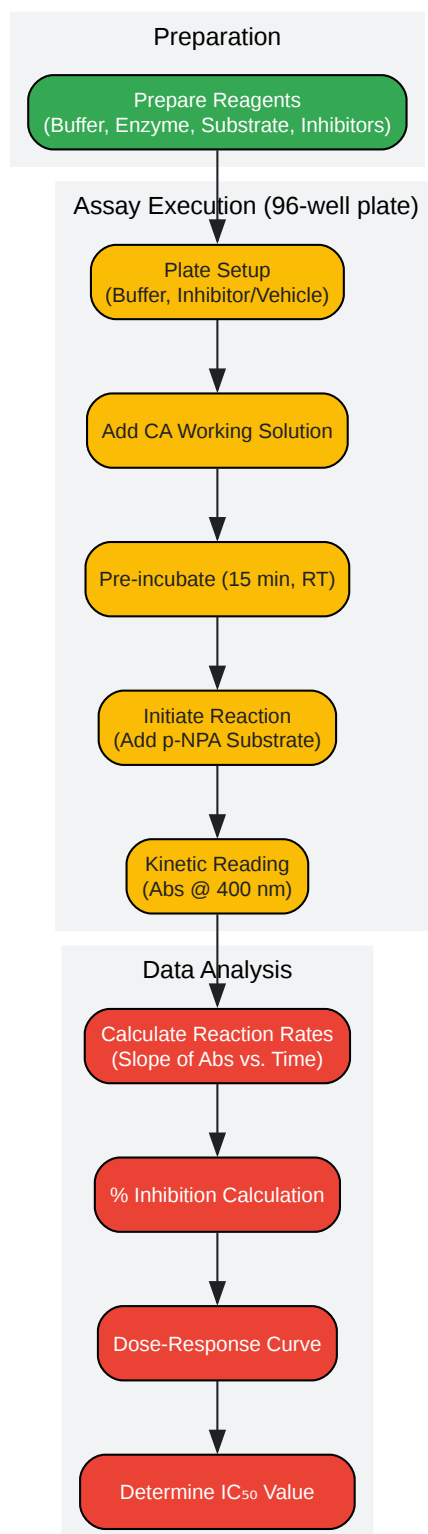 Preparation
Prepare Reagents
(Buffer, Enzyme, Substrate, Inhibitors)
Assay Execution (96-well plate)
Plate Setup
(Buffer, Inhibitor/Vehicle)
Add CA Working Solution
Pre-incubate (15 min, RT)
Initiate Reaction
(Add p-NPA Substrate)
Kinetic Reading
(Abs @ 400 nm)
Data Analysis
Calculate Reaction Rates
(Slope of Abs vs. Time)
% Inhibition Calculation
Dose-Response Curve
Determine IC₅₀ Value